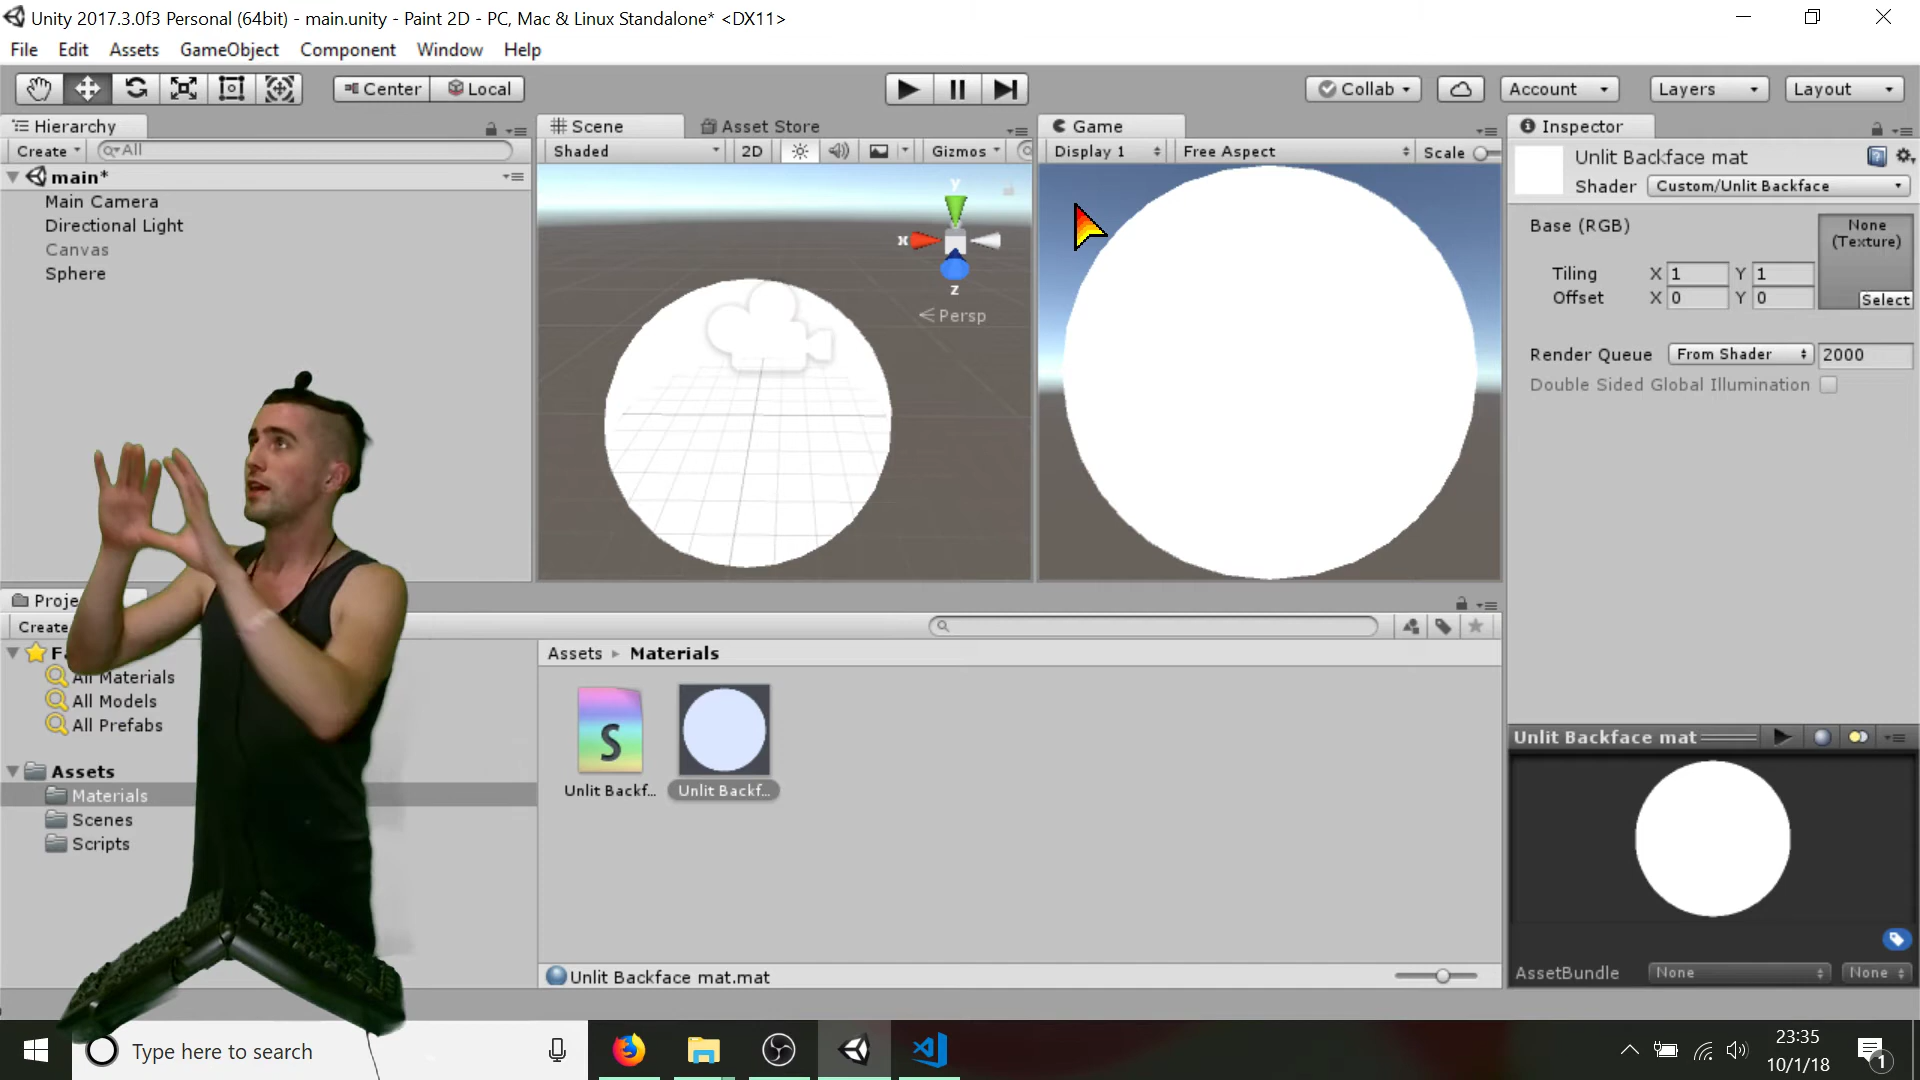 Unity 2017.3.0f3 Personal (64bit) - main.unity - Paint 2D - PC, Mac & Linux Standalone* <DX11>
File Edit Assets GameObject Component Window Help
Center Local Collab Account Layers Layout
Hierarchy
Create All
main*
Main Camera
Directional Light
Canvas
Sphere
Scene Asset Store
Shaded 2D Gizmos
y
x
z
Persp
Game
Display 1 Free Aspect Scale
Inspector
Unlit Backface mat
Shader Custom/Unlit Backface
Base (RGB)
None
(Texture)
Tiling X 1 Y 1
Offset X 0 Y 0
Select
Render Queue From Shader 2000
Double Sided Global Illumination
Proje
Create
Fa
All Materials
All Models
All Prefabs
Assets
Materials
Scenes
Scripts
Assets Materials
S
Unlit Backf... Unlit Backf...
Unlit Backface mat.mat
Unlit Backface mat
AssetBundle None None
Type here to search
23:35
10/1/18
1